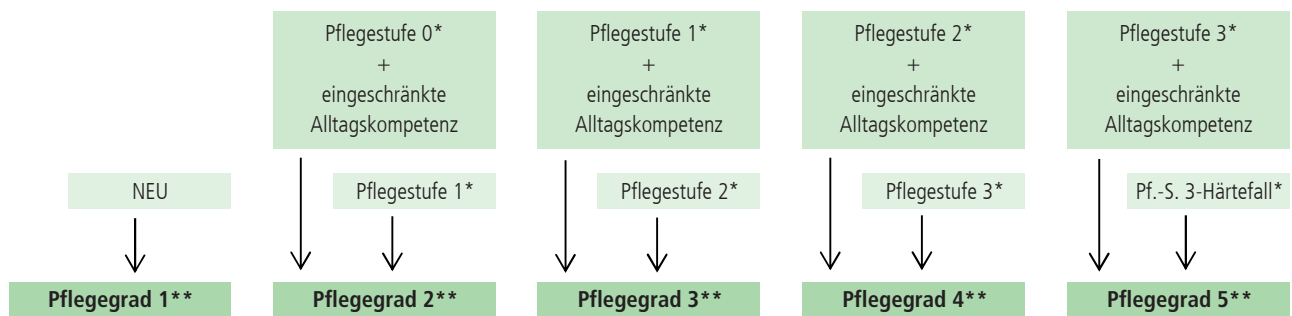 Pflegestufe 0*
+
eingeschränkte
Alltagskompetenz
Pflegestufe 1*
+
eingeschränkte
Alltagskompetenz
Pflegestufe 2*
+
eingeschränkte
Alltagskompetenz
Pflegestufe 3*
+
eingeschränkte
Alltagskompetenz
NEU
Pflegestufe 1*
Pflegestufe 2*
Pflegestufe 3*
Pf.-S. 3-Härtefall*
Pflegegrad 1**
Pflegegrad 2**
Pflegegrad 3**
Pflegegrad 4**
Pflegegrad 5**